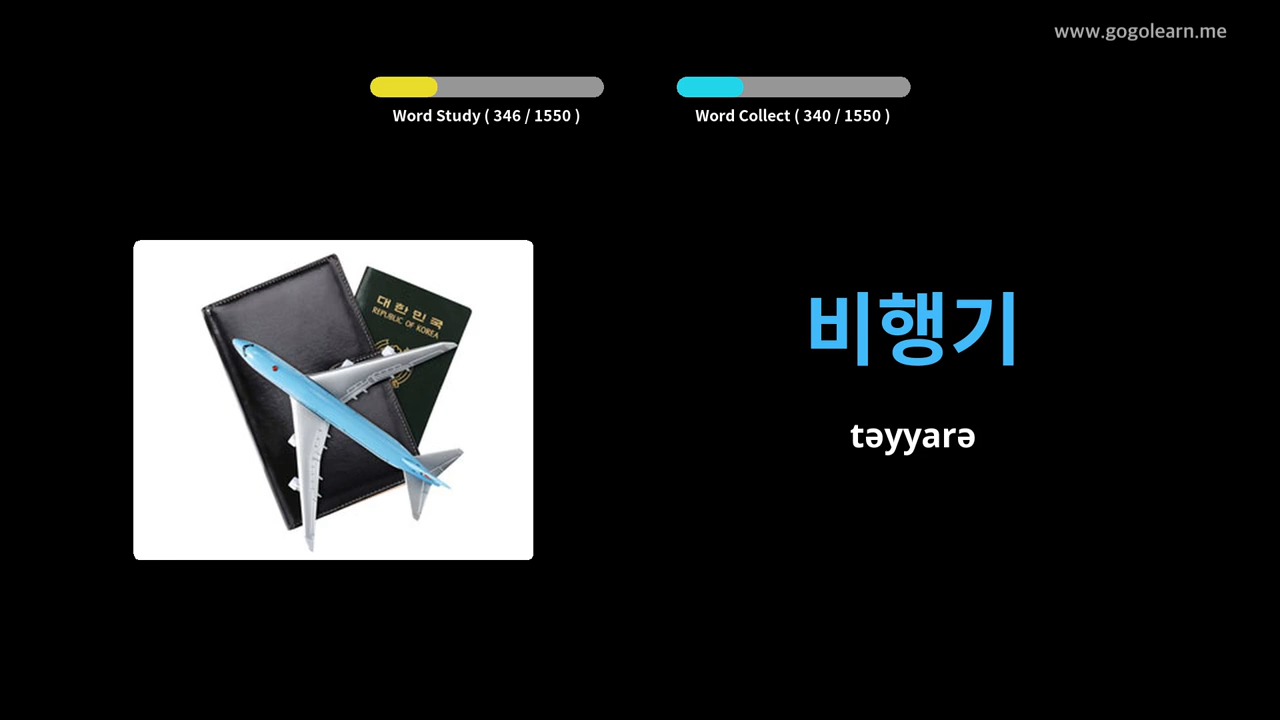 www.gogolearn.me
Word Study ( 346 / 1550 )
Word Collect ( 340 / 1550 )
대한민국
REPUBLIC OF KOREA
비행기
təyyarə